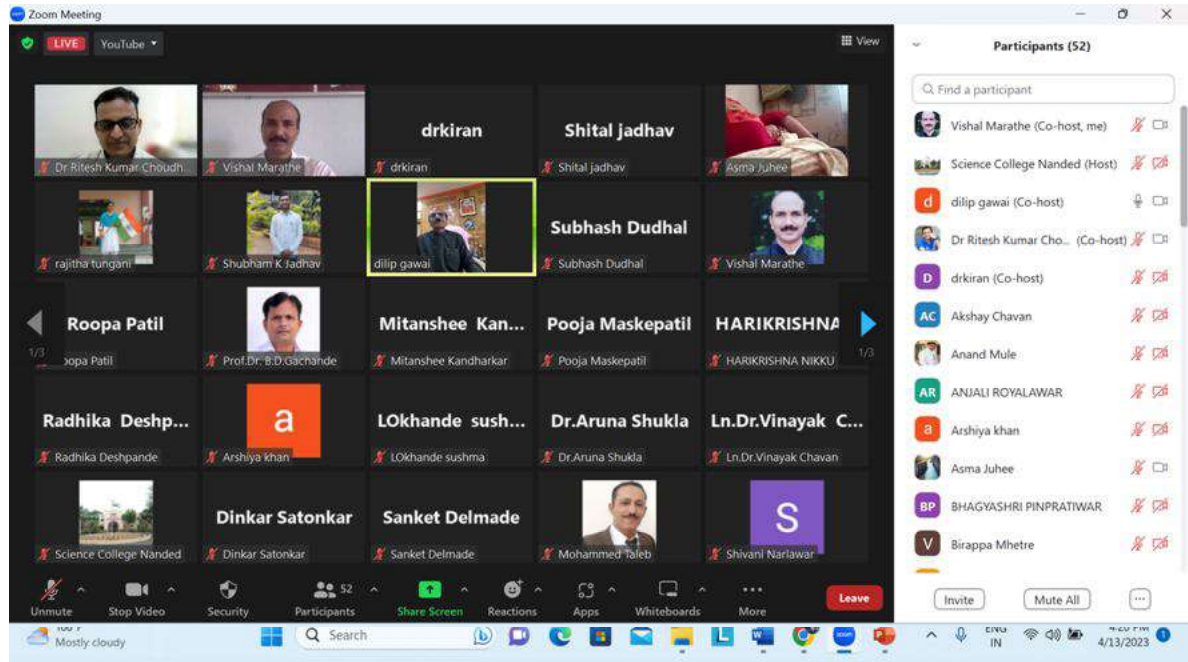 Zoom Meeting
LIVE YouTube
View
Participants (52)
Find a participant
drkiran
Shital jadhav
Dr Ritesh Kumar Choudh
Vishal Marathe
drkiran
Shital jadhav
Asma Juhee
Subhash Dudhal
rajitha tungani
Shubham K Jadhav
dilip gawai
Subhash Dudhal
Vishal Marathe
Roopa Patil
Mitanshee Kan...
Pooja Maskepatil
HARIKRISHNA
1/3
oopa Patil
Prof.Dr. B.D.Gachande
Mitanshee Kandharkar
Pooja Maskepatil
HARIKRISHNA NIKKU
1/3
Radhika Deshp...
a
LOkhande sush...
Dr.Aruna Shukla
Ln.Dr.Vinayak C...
Radhika Deshpande
Arshiya khan
LOkhande sushma
Dr.Aruna Shukla
Ln.Dr.Vinayak Chavan
Dinkar Satonkar
Sanket Delmade
S
Science College Nanded
Dinkar Satonkar
Sanket Delmade
Mohammed Taleb
Shivani Narlawar
Vishal Marathe (Co-host, me)
Science College Nanded (Host)
d dilip gawai (Co-host)
Dr Ritesh Kumar Cho... (Co-host)
D drkiran (Co-host)
AC Akshay Chavan
Anand Mule
AR ANJALI ROYALAWAR
a Arshiya khan
Asma Juhee
BP BHAGYASHRI PINPRATIWAR
V Birappa Mhetre
Unmute
Stop Video
Security
52
Participants
Share Screen
Reactions
Apps
Whiteboards
More
Leave
Invite
Mute All
Mostly cloudy
Search
ENG
IN
4/13/2023
1